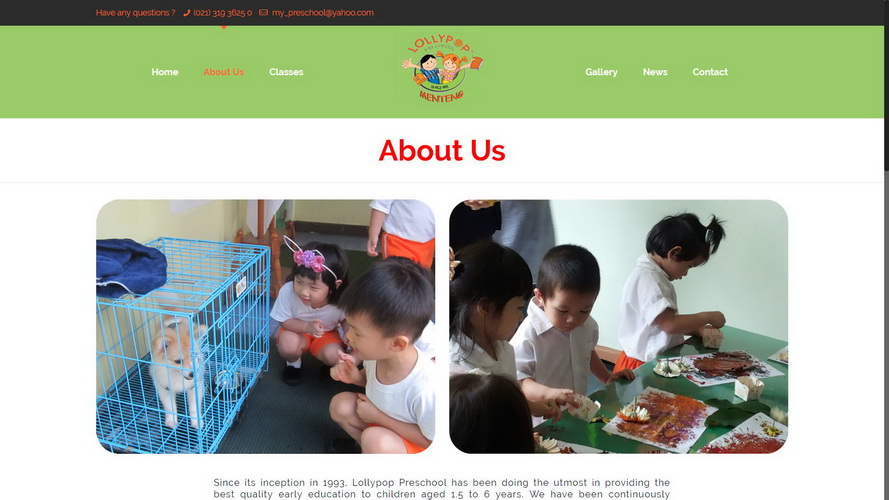 Have any questions ? (021) 319 3625 0 my_preschool@yahoo.com
Home About Us Classes Gallery News Contact
LOLLYPOP
PRESCHOOL
MENTENG
About Us
Since its inception in 1993, Lollypop Preschool has been doing the utmost in providing the
best quality early education to children aged 1.5 to 6 years. We have been continuously